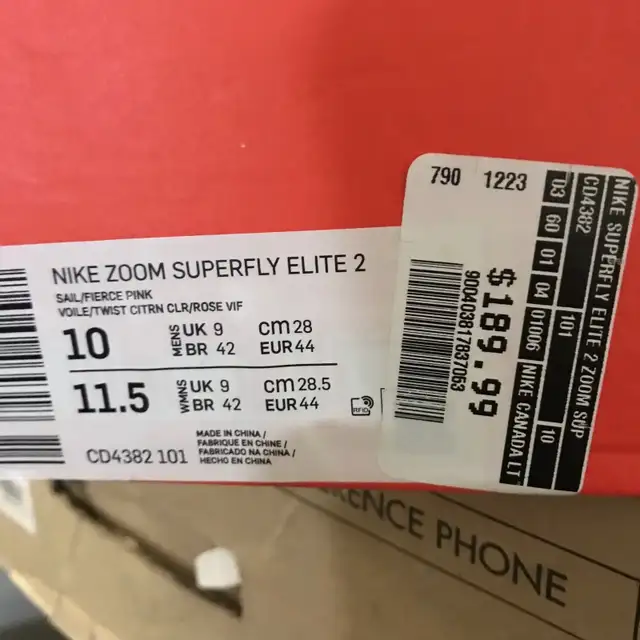 NIKE ZOOM SUPERFLY ELITE 2
SAIL/FIERCE PINK
VOILE/TWIST CITRN CLR/ROSE VIF
10 MENS UK 9 cm 28
BR 42 EUR 44
11.5 WMNS UK 9 cm 28.5
BR 42 EUR 44
RFID
CD4382 101
MADE IN CHINA /
FABRIQUE EN CHINE /
FABRICADO NA CHINA /
HECHO EN CHINA
790 1223
NIKE SUPERFLY ELITE 2 ZOOM SUP
CD4382 101
03 60 01 04 01006 10
NIKE CANADA LT
$189.99
PHONE